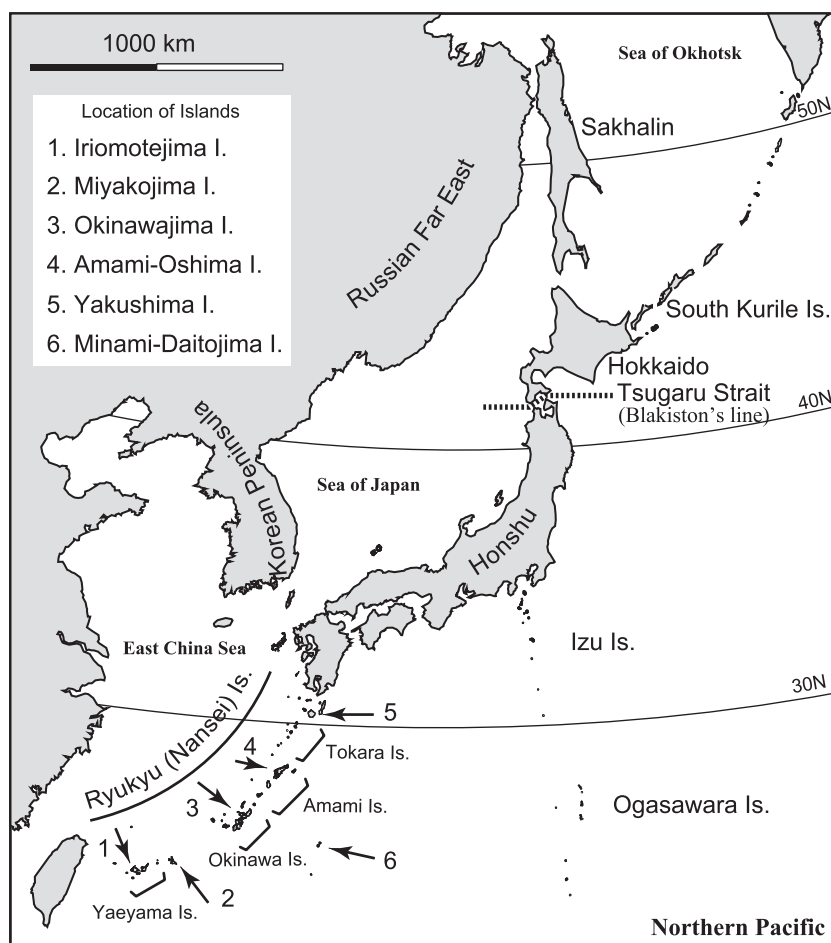 1000 km
Location of Islands
1. Iriomotejima I.
2. Miyakojima I.
3. Okinawajima I.
4. Amami-Oshima I.
5. Yakushima I.
6. Minami-Daitojima I.
Sea of Okhotsk
50N
Sakhalin
Russian Far East
South Kurile Is.
Hokkaido
Tsugaru Strait
(Blakiston's line)
40N
Korean Peninsula
Sea of Japan
Honshu
East China Sea
Izu Is.
30N
Ryukyu (Nansei) Is.
5
4
Tokara Is.
3
Amami Is.
Ogasawara Is.
Okinawa Is.
1
6
2
Yaeyama Is.
Northern Pacific